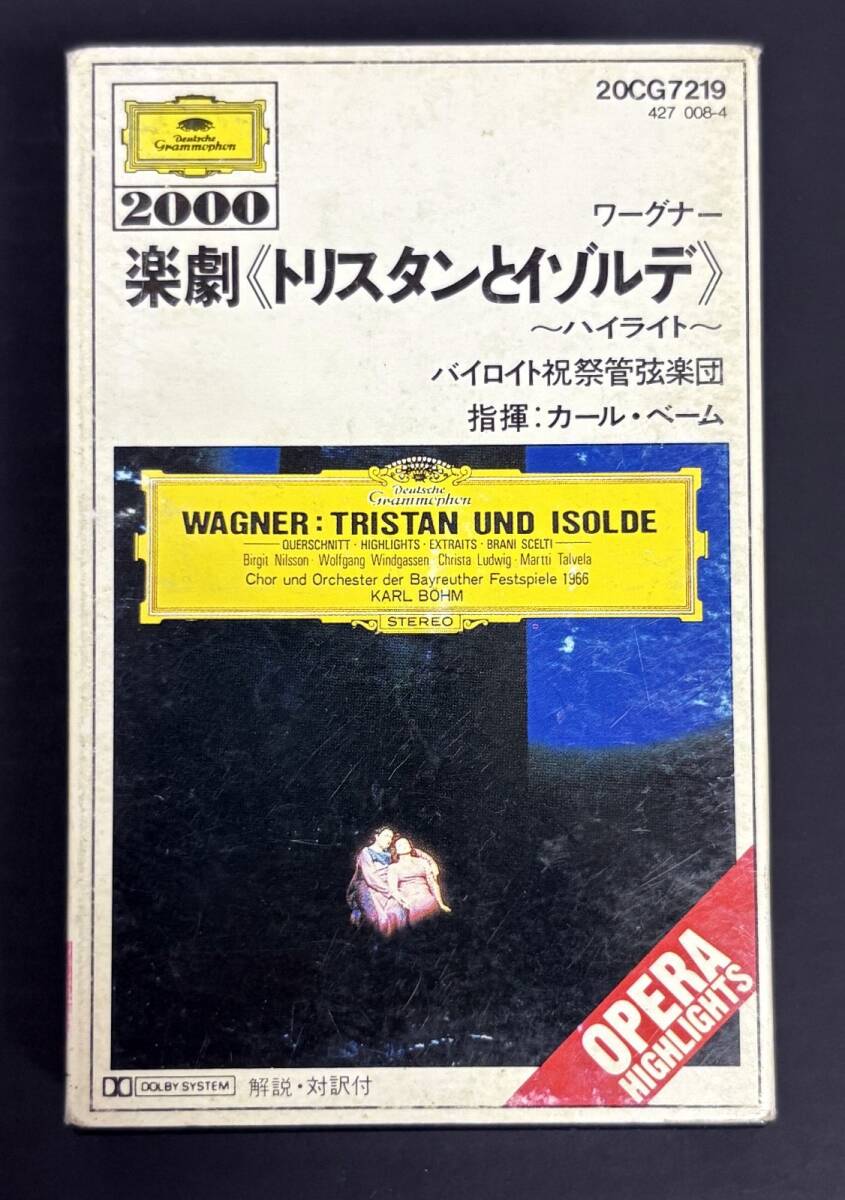 20CG7219
427 008-4
Deutsche
Grammophon
2000
ワーグナー
楽劇《トリスタンとイゾルデ》
〜ハイライト〜
バイロイト祝祭管弦楽団
指揮:カール・ベーム
Deutsche
Grammophon
WAGNER: TRISTAN UND ISOLDE
QUERSCHNITT · HIGHLIGHTS · EXTRAITS · BRANI SCELTI
Birgit Nilsson · Wolfgang Windgassen · Christa Ludwig · Martti Talvela
Chor und Orchester der Bayreuther Festspiele 1966
KARL BÖHM
STEREO
OPERA
HIGHLIGHTS
DOLBY SYSTEM 解説・対訳付